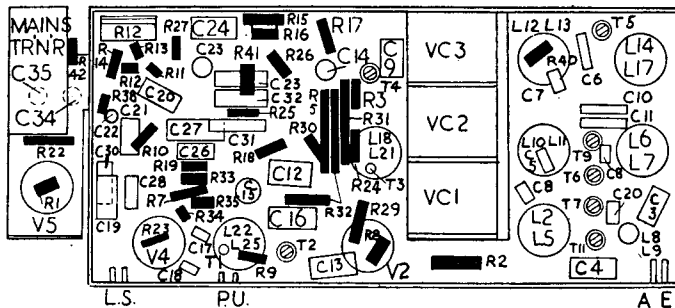 MAINS
TR'N'R
C35
C34
R42
R14
R12
R13
R27
C24
R15
R16
R17
R12
R11
C23
R41
R26
C14
C9
T4
VC3
L12 L13
R40
C7
C6
T5
L14
L17
R38
C22
C21
C20
C23
C32
R25
R5
R3
R31
C10
C11
R22
C30
R10
C27
C31
C26
R18
R30
L18
L21
VC2
L10 L11
C5
T9
C8
L6
L7
R19
R33
R1
V5
C19
C28
R7
R35
R34
C15
C12
R24
T3
R32
C16
R29
VC1
C8
T6
T7
C20
C3
R23
V4
C17
C18
T1
L22
L25
R9
T2
C13
R8
V2
R2
L2
L5
T11
C4
L8
L9
L.S.
P.U.
A E